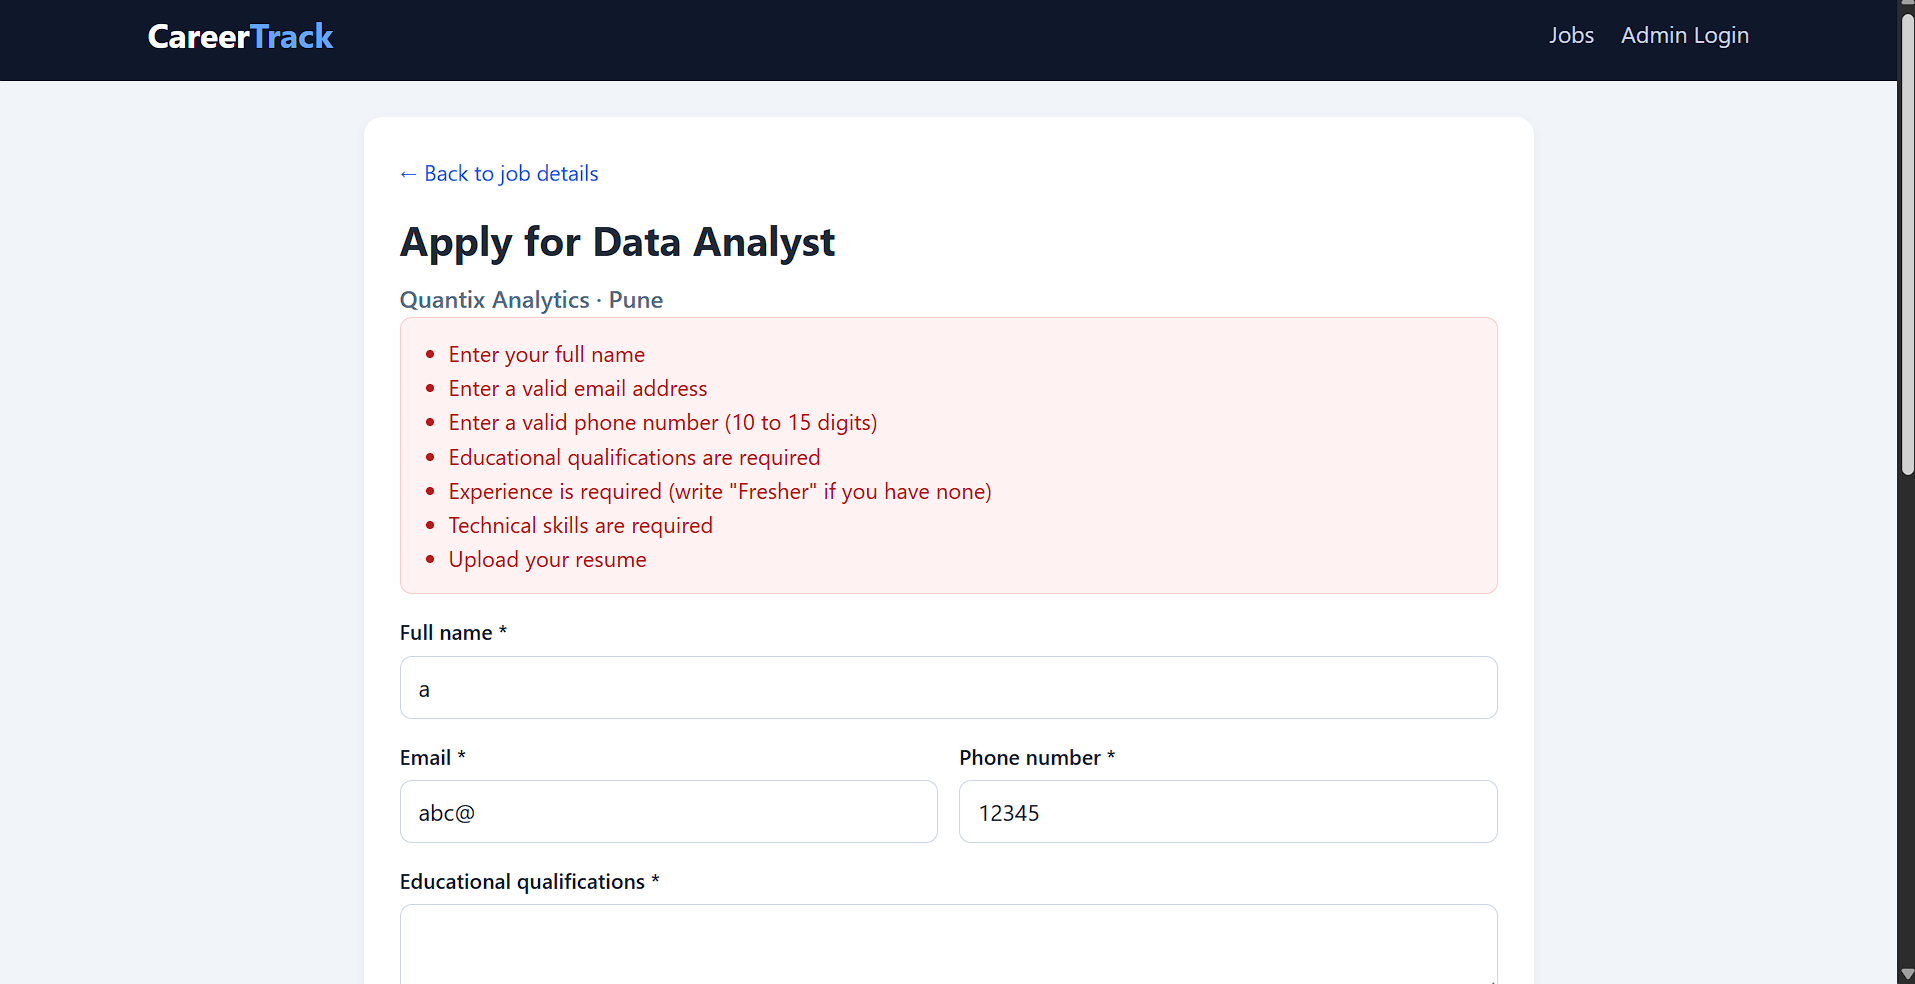 CareerTrack
Jobs
Admin Login
← Back to job details
Apply for Data Analyst
Quantix Analytics · Pune
• Enter your full name
• Enter a valid email address
• Enter a valid phone number (10 to 15 digits)
• Educational qualifications are required
• Experience is required (write "Fresher" if you have none)
• Technical skills are required
• Upload your resume
Full name *
a
Email *
Phone number *
abc@
12345
Educational qualifications *